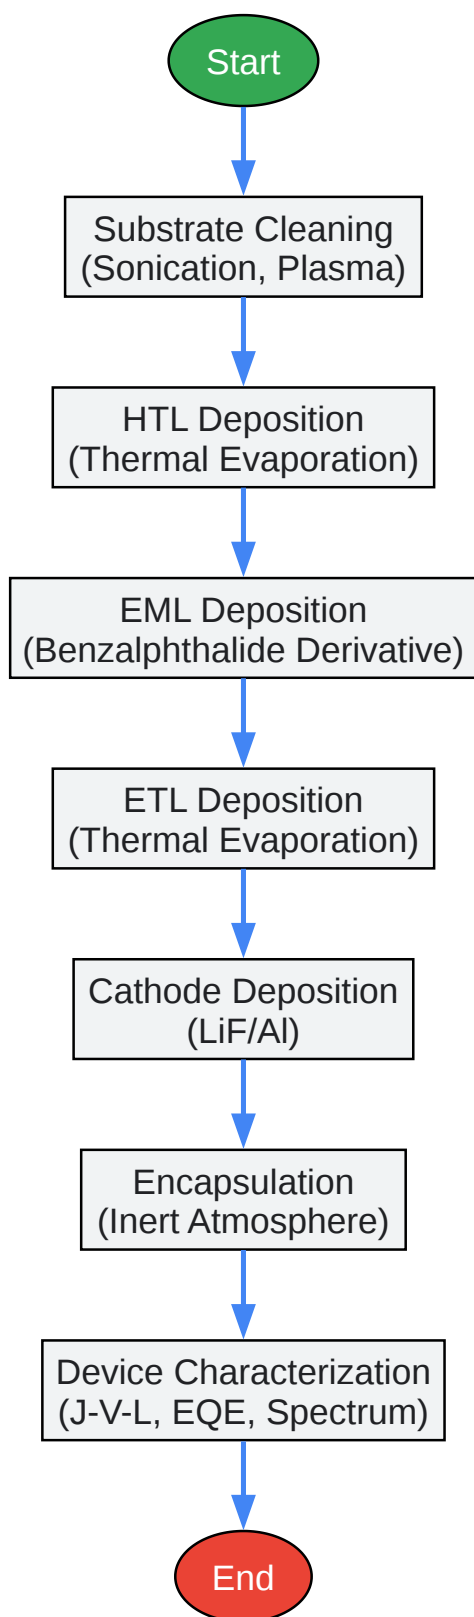 Start
Substrate Cleaning
(Sonication, Plasma)
HTL Deposition
(Thermal Evaporation)
EML Deposition
(Benzalphthalide Derivative)
ETL Deposition
(Thermal Evaporation)
Cathode Deposition
(LiF/Al)
Encapsulation
(Inert Atmosphere)
Device Characterization
(J-V-L, EQE, Spectrum)
End